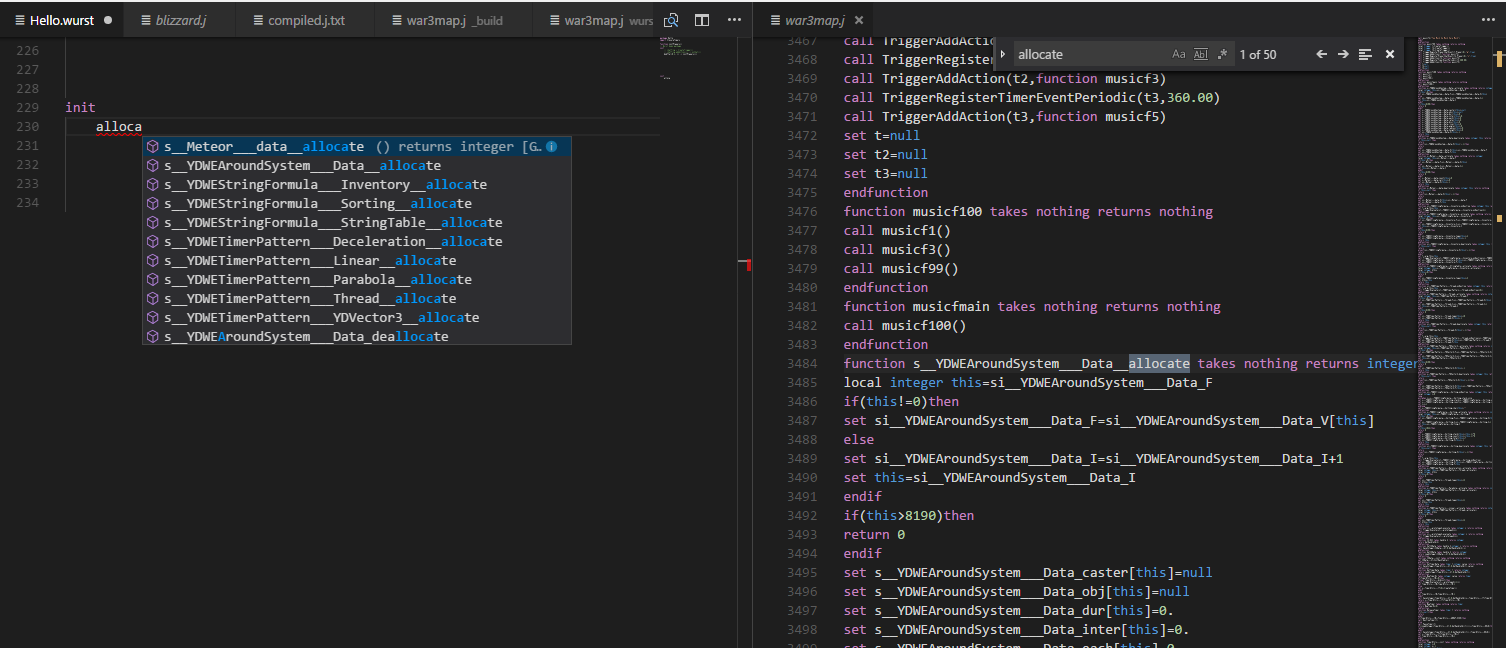 Hello.wurst
blizzard.j
compiled.j.txt
war3map.j _build
war3map.j wurs
226
227
228
229 init
230 alloca
231
232
233
234
s__Meteor___data__allocate () returns integer [G…
s__YDWEAroundSystem___Data__allocate
s__YDWEStringFormula___Inventory__allocate
s__YDWEStringFormula___Sorting__allocate
s__YDWEStringFormula___StringTable__allocate
s__YDWETimerPattern___Deceleration__allocate
s__YDWETimerPattern___Linear__allocate
s__YDWETimerPattern___Parabola__allocate
s__YDWETimerPattern___Thread__allocate
s__YDWETimerPattern___YDVector3__allocate
s__YDWEAroundSystem___Data_deallocate
war3map.j
allocate Aa Abl .* 1 of 50
3467 call TriggerAddActio
3468 call TriggerRegister
3469 call TriggerAddAction(t2,function musicf3)
3470 call TriggerRegisterTimerEventPeriodic(t3,360.00)
3471 call TriggerAddAction(t3,function musicf5)
3472 set t=null
3473 set t2=null
3474 set t3=null
3475 endfunction
3476 function musicf100 takes nothing returns nothing
3477 call musicf1()
3478 call musicf3()
3479 call musicf99()
3480 endfunction
3481 function musicfmain takes nothing returns nothing
3482 call musicf100()
3483 endfunction
3484 function s__YDWEAroundSystem___Data__allocate takes nothing returns integer
3485 local integer this=si__YDWEAroundSystem___Data_F
3486 if(this!=0)then
3487 set si__YDWEAroundSystem___Data_F=si__YDWEAroundSystem___Data_V[this]
3488 else
3489 set si__YDWEAroundSystem___Data_I=si__YDWEAroundSystem___Data_I+1
3490 set this=si__YDWEAroundSystem___Data_I
3491 endif
3492 if(this>8190)then
3493 return 0
3494 endif
3495 set s__YDWEAroundSystem___Data_caster[this]=null
3496 set s__YDWEAroundSystem___Data_obj[this]=null
3497 set s__YDWEAroundSystem___Data_dur[this]=0.
3498 set s__YDWEAroundSystem___Data_inter[this]=0.